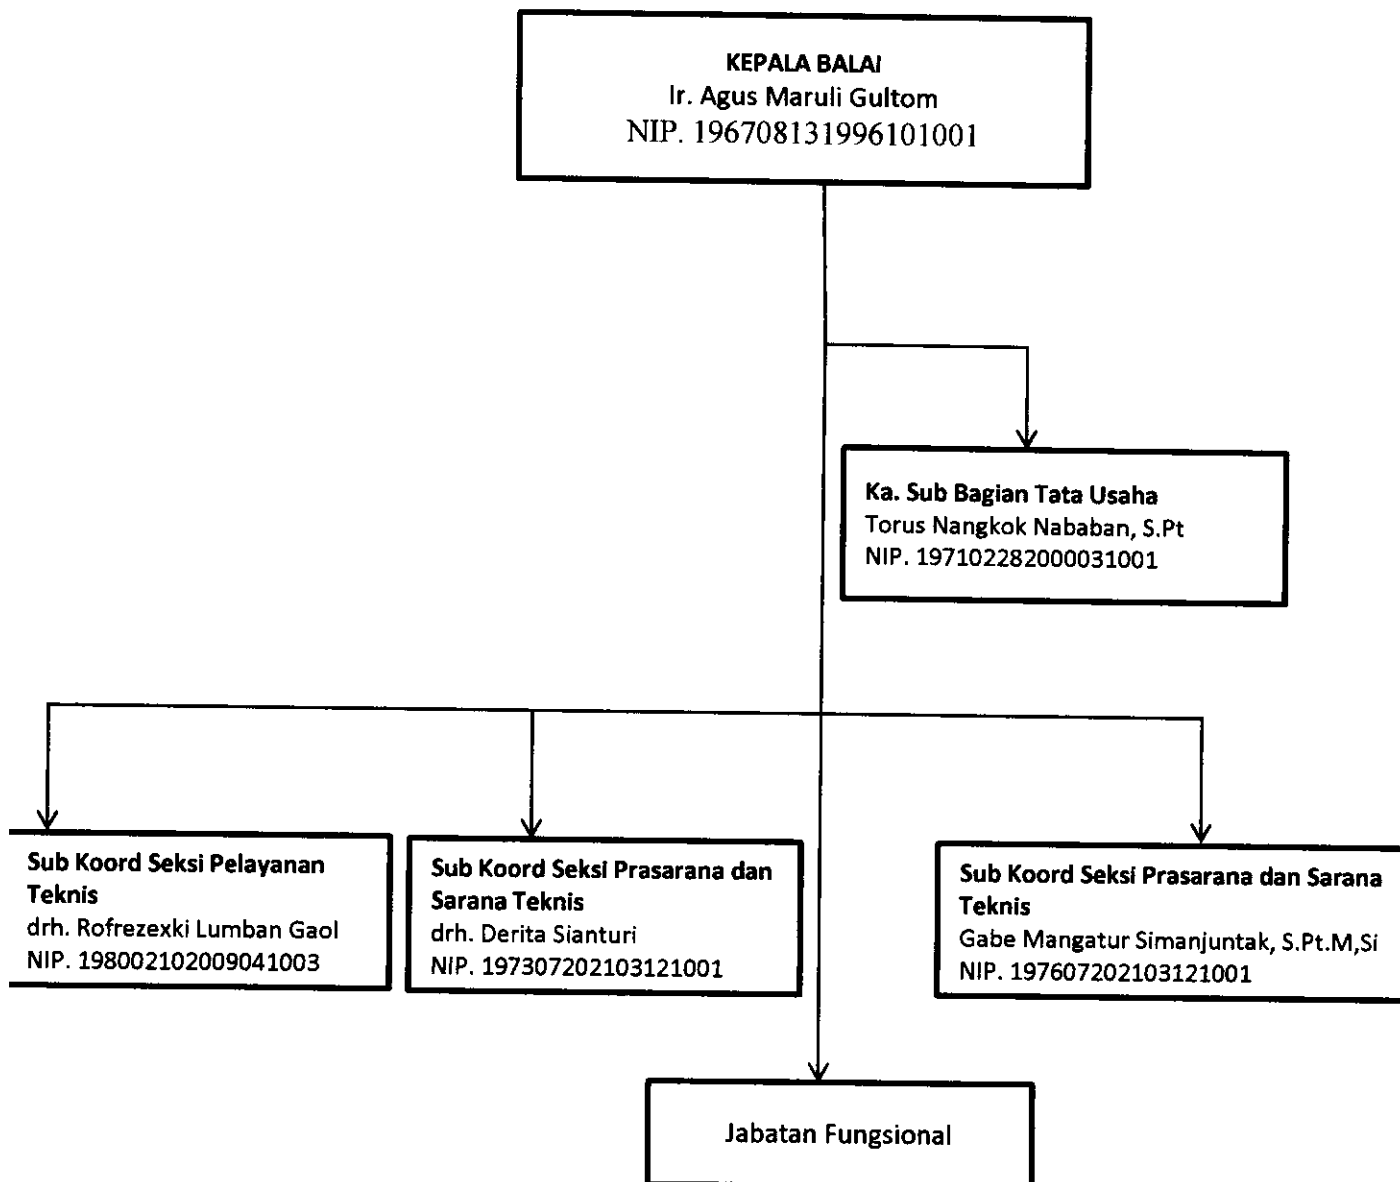 KEPALA BALAI
Ir. Agus Maruli Gultom
NIP. 196708131996101001
Ka. Sub Bagian Tata Usaha
Torus Nangkok Nababan, S.Pt
NIP. 197102282000031001
Sub Koord Seksi Pelayanan
Teknis
drh. Rofrezexki Lumban Gaol
NIP. 198002102009041003
Sub Koord Seksi Prasarana dan
Sarana Teknis
drh. Derita Sianturi
NIP. 197307202103121001
Sub Koord Seksi Prasarana dan Sarana
Teknis
Gabe Mangatur Simanjuntak, S.Pt.M,Si
NIP. 197607202103121001
Jabatan Fungsional